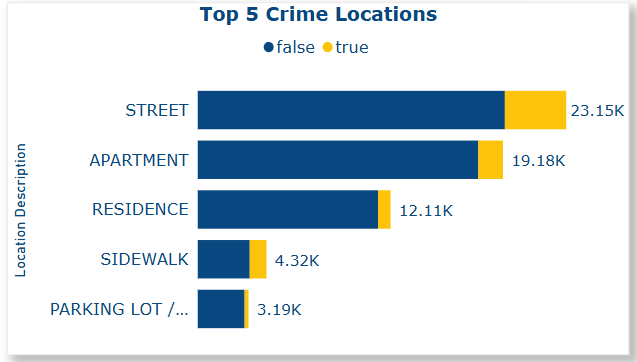 Top 5 Crime Locations
false true
Location Description
STREET 23.15K
APARTMENT 19.18K
RESIDENCE 12.11K
SIDEWALK 4.32K
PARKING LOT /... 3.19K